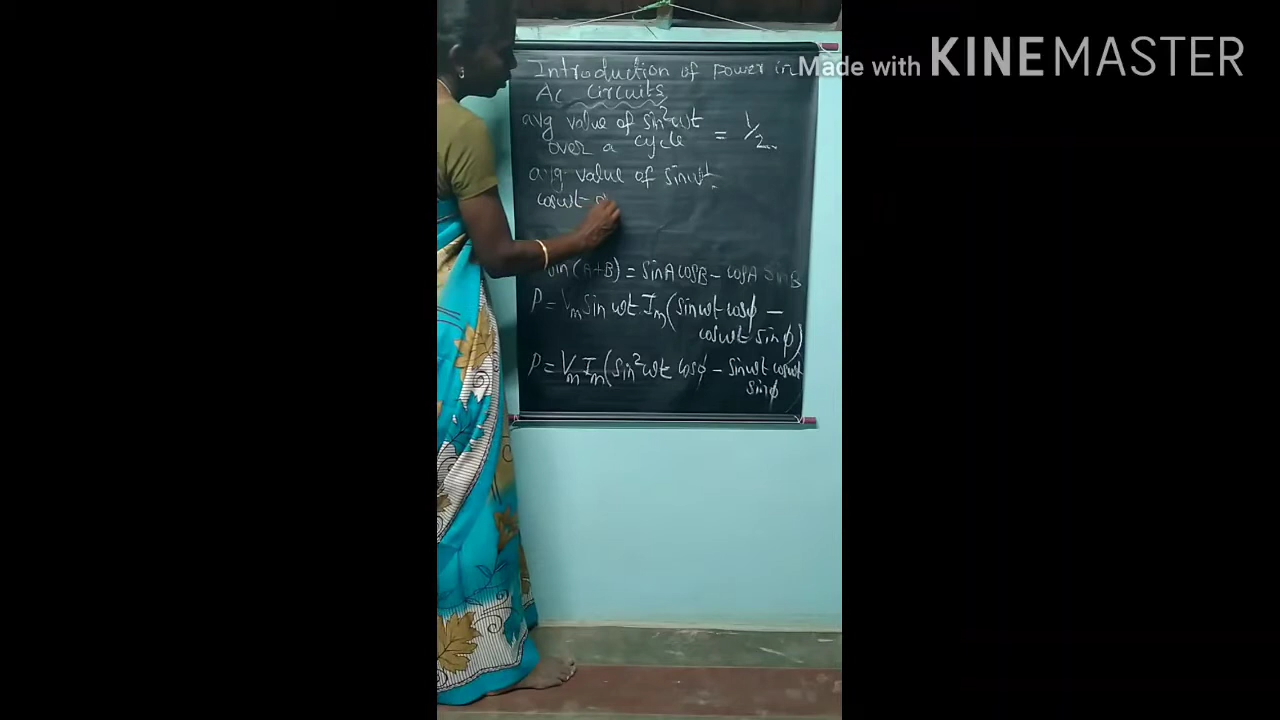 Made with KINEMASTER
Introduction of power in
Ac Circuits
avg value of sin²ωt
over a cycle = 1/2
avg value of sinωt
cosωt
sin(A+B) = sinA cosB - cosA sinB
P = Vm sin ωt Im (sinωt cosϕ -
cosωt sinϕ)
P = Vm Im (sin²ωt cosϕ - sinωt cosωt
sinϕ